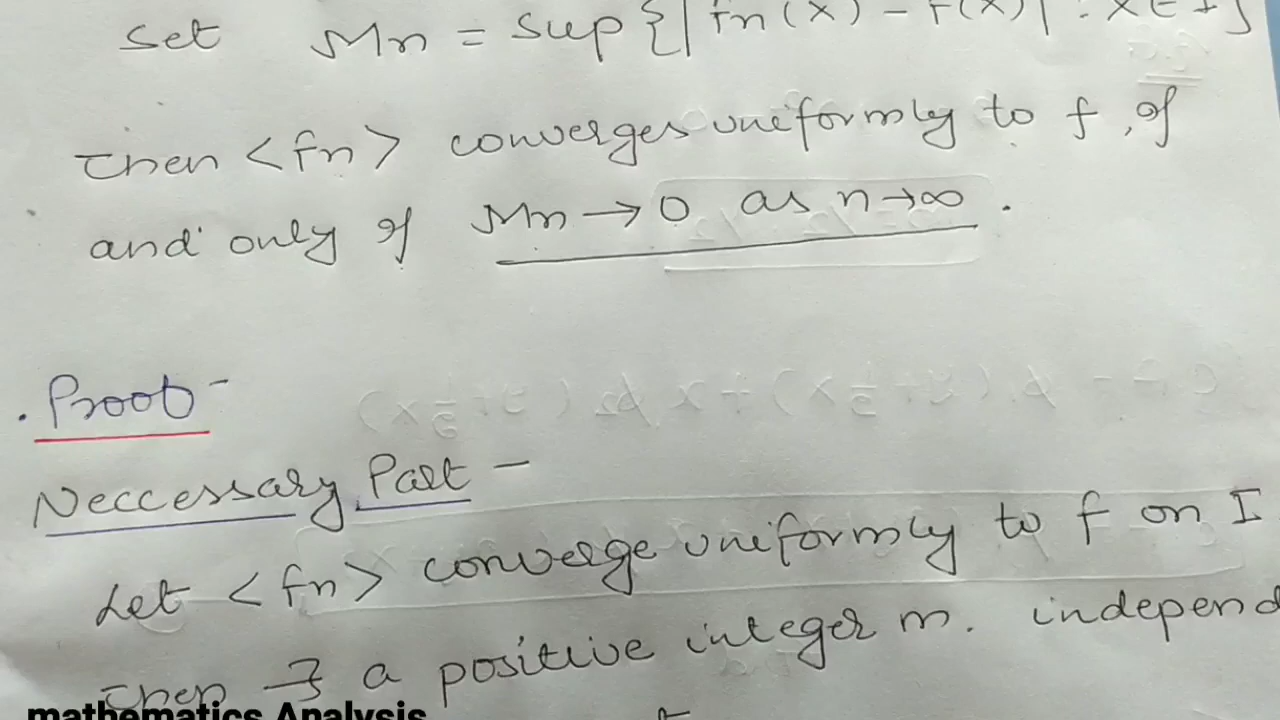 Set Mn = Sup {| fn(x) - f(x)| : x ∈ I}
then <fn> converges uniformly to f, if
and only if Mn → 0 as n→∞.
Proof -
Neccessary Part -
Let <fn> converge uniformly to f on I
then ∃ a positive integer m. independ
mathematics Analysis